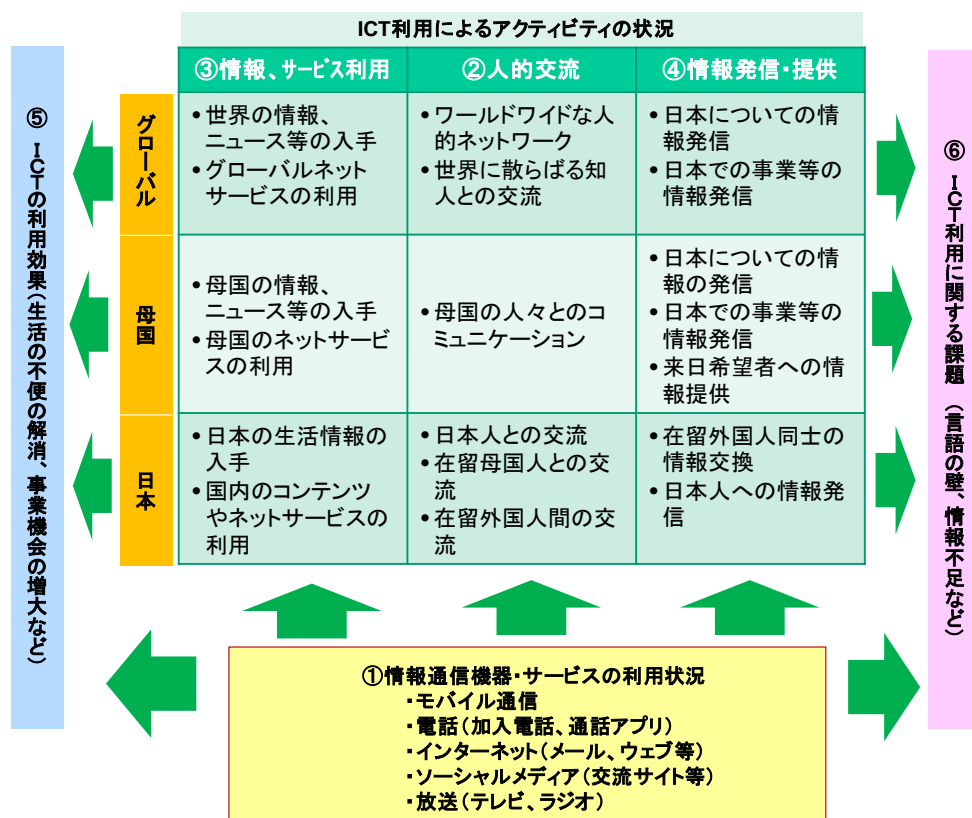 ICT利用によるアクティビティの状況
③情報、サービス利用
②人的交流
④情報発信・提供
⑤ ICTの利用効果(生活の不便の解消、事業機会の増大など)
グローバル
•世界の情報、
ニュース等の入手
•グローバルネット
サービスの利用
•ワールドワイドな人
的ネットワーク
•世界に散らばる知
人との交流
•日本についての情
報発信
•日本での事業等の
情報発信
母国
•母国の情報、
ニュース等の入手
•母国のネットサービ
スの利用
•母国の人々とのコ
ミュニケーション
•日本についての情
報の発信
•日本での事業等の
情報発信
•来日希望者への情
報提供
日本
•日本の生活情報の
入手
•国内のコンテンツ
やネットサービスの
利用
•日本人との交流
•在留母国人との交
流
•在留外国人間の交
流
•在留外国人同士の
情報交換
•日本人への情報発
信
⑥ ICT利用に関する課題 (言語の壁、情報不足など)
①情報通信機器・サービスの利用状況
・モバイル通信
・電話(加入電話、通話アプリ)
・インターネット(メール、ウェブ等)
・ソーシャルメディア(交流サイト等)
・放送(テレビ、ラジオ)